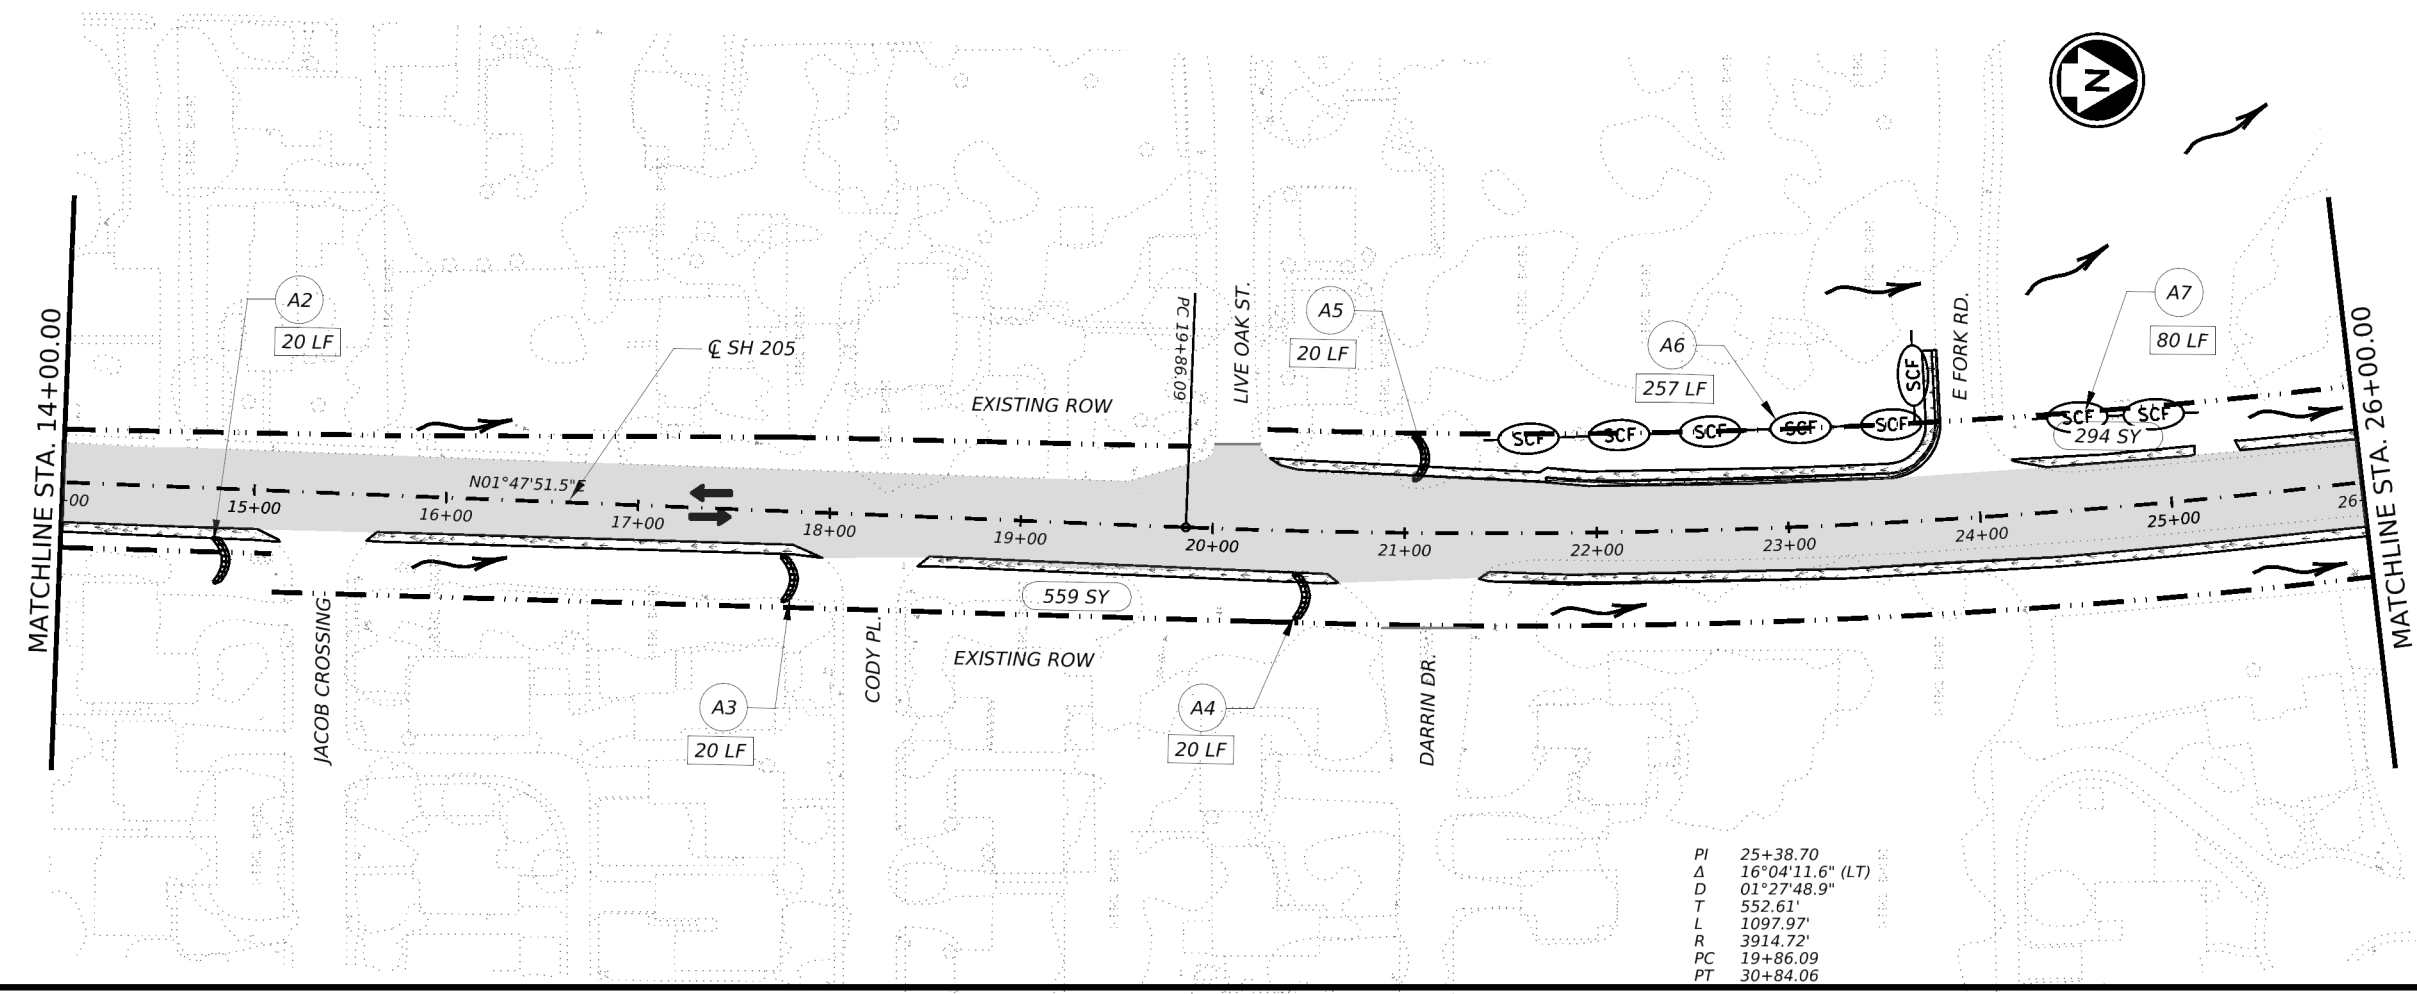 N
MATCHLINE STA. 14+00.00
A2
20 LF
℄ SH 205
EXISTING ROW
PC 19+86.09
LIVE OAK ST.
A5
20 LF
A6
257 LF
SCF
SCF
SCF
SCF
SCF
SCF
E FORK RD.
A7
80 LF
SCF
SCF
294 SY
MATCHLINE STA. 26+00.00
N01°47'51.5"E
-00
15+00
16+00
17+00
18+00
19+00
20+00
21+00
22+00
23+00
24+00
25+00
26+
559 SY
EXISTING ROW
JACOB CROSSING
A3
20 LF
CODY PL.
A4
20 LF
DARRIN DR.
PI 25+38.70
Δ 16°04'11.6" (LT)
D 01°27'48.9"
T 552.61'
L 1097.97'
R 3914.72'
PC 19+86.09
PT 30+84.06